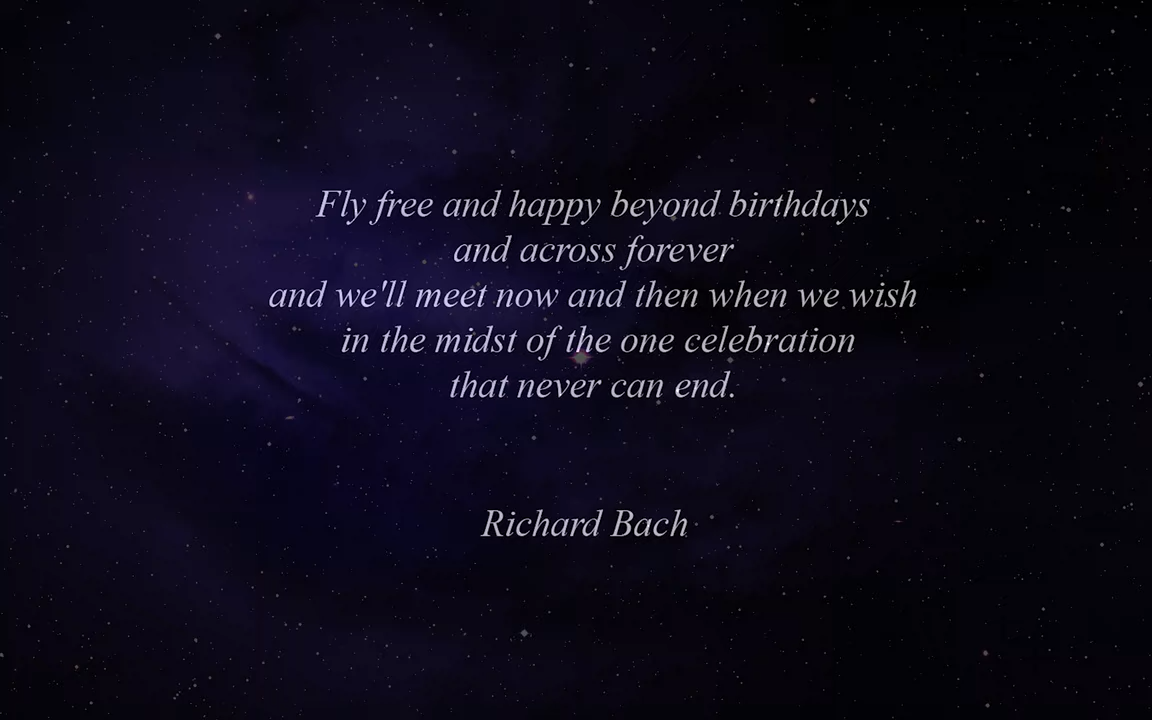 Fly free and happy beyond birthdays
and across forever
and we'll meet now and then when we wish
in the midst of the one celebration
that never can end.
Richard Bach